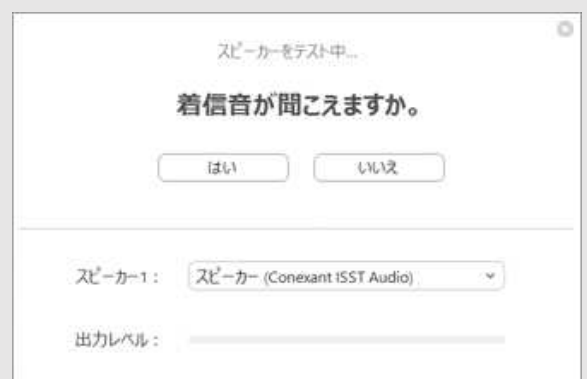 スピーカーをテスト中...
着信音が聞こえますか。
はい
いいえ
スピーカー1：
スピーカー (Conexant ISST Audio)
出力レベル：